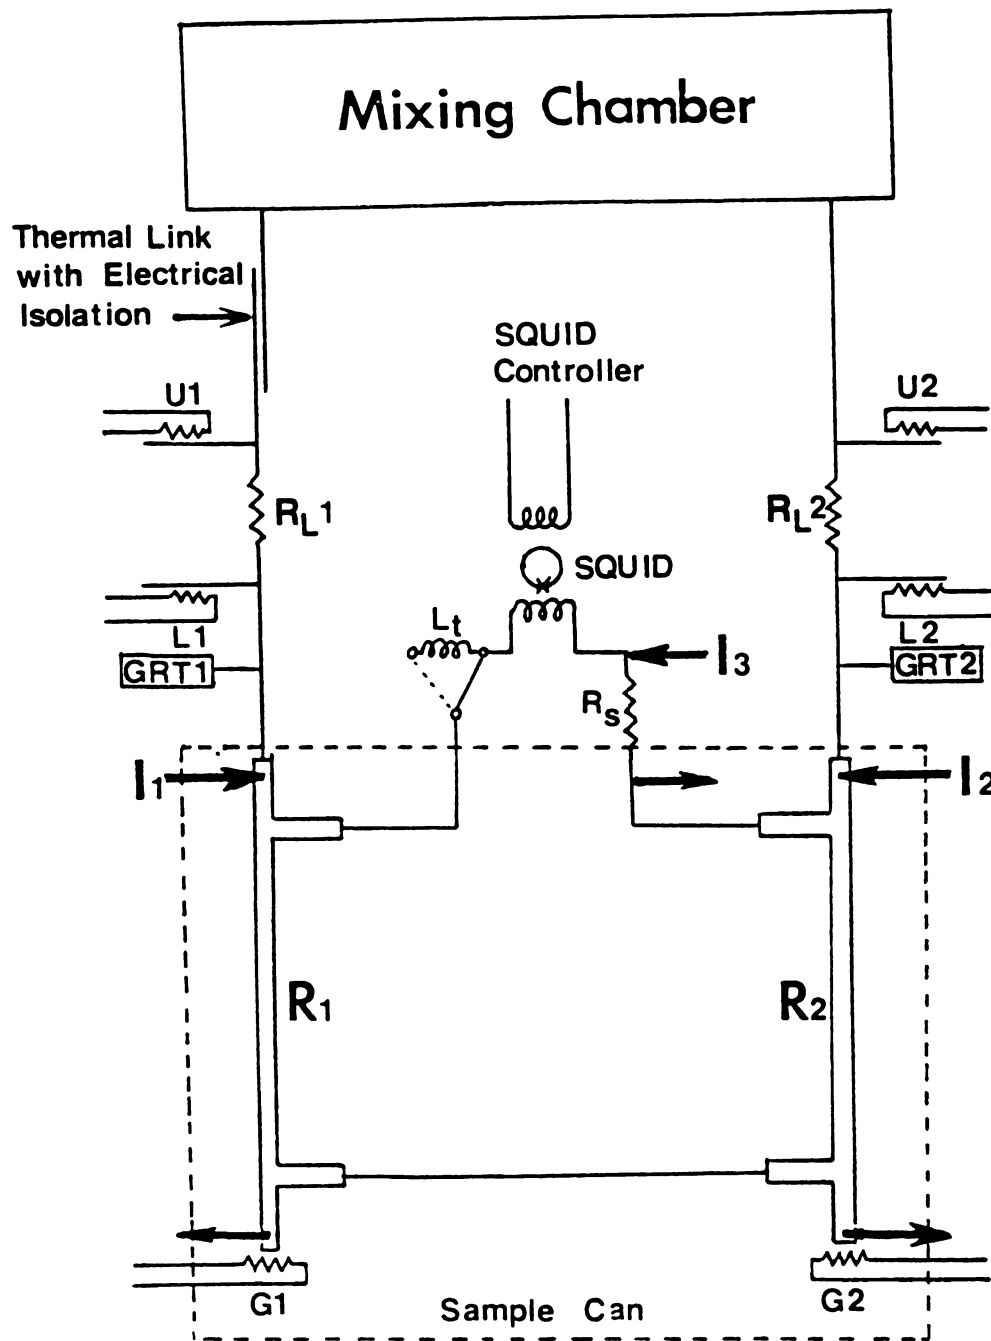 Mixing Chamber
Thermal Link
with Electrical
Isolation
SQUID
Controller
U1
U2
RL1
RL2
SQUID
Lt
L1
L2
GRT1
GRT2
I3
Rs
I1
I2
R1
R2
G1
G2
Sample Can